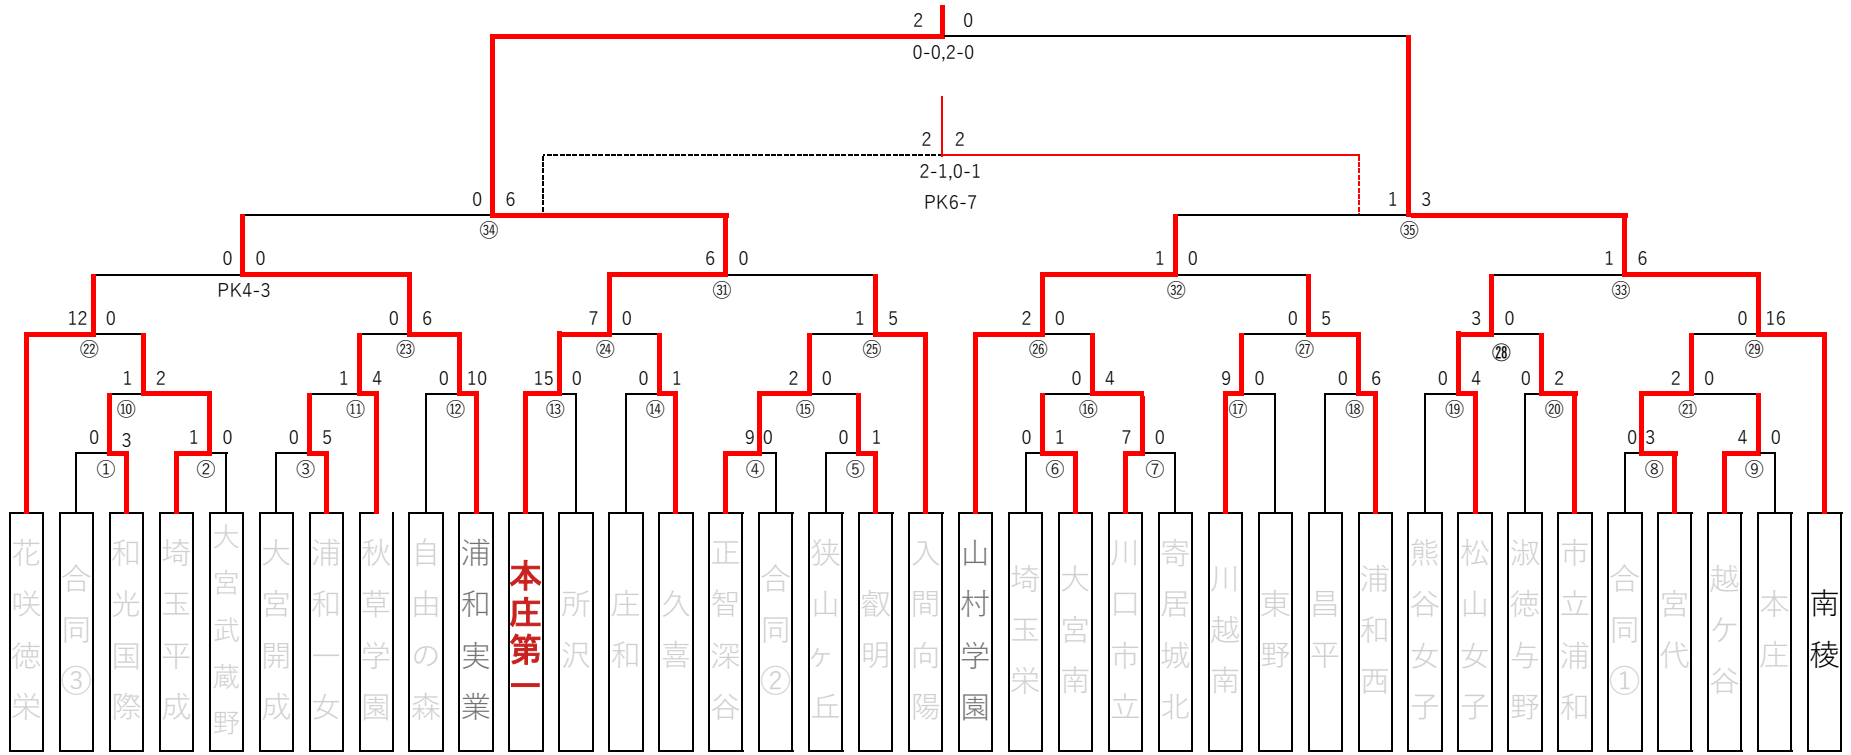 2 0
0-0,2-0
2 2
2-1,0-1
PK6-7
0 6
1 3
㉞
㉟
0 0
6 0
1 0
1 6
PK4-3
㉛
㉜
㉝
12 0
0 6
7 0
1 5
2 0
0 5
3 0
0 16
㉒
㉓
㉔
㉕
㉖
㉗
㉘
㉙
1 2
1 4
0 10
15 0
0 1
2 0
0 4
9 0
0 6
0 4
0 2
2 0
⑩
⑪
⑫
⑬
⑭
⑮
⑯
⑰
⑱
⑲
⑳
㉑
0 3
1 0
0 5
9 0
0 1
0 1
7 0
0 3
4 0
①
②
③
④
⑤
⑥
⑦
⑧
⑨
花咲徳栄
合同③
和光国際
埼玉平成
大宮武蔵野
大宮開成
浦和一女
秋草学園
自由の森
浦和実業
本庄第一
所沢
庄和
久喜
正智深谷
合同②
狭山ヶ丘
叡明
入間向陽
山村学園
埼玉栄
大宮南
川口市立
寄居城北
川越南
東野
昌平
浦和西
熊谷女子
松山女子
淑徳与野
市立浦和
合同①
宮代
越ケ谷
本庄
南稜